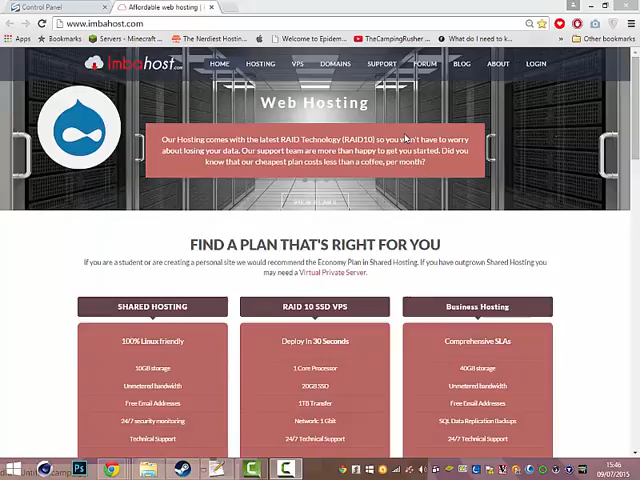 Control Panel
Affordable web hosting |
www.imbahost.com
Apps
Bookmarks
Servers - Minecraft ...
The Nerdiest Hosti...
Welcome to Epidem...
TheCampingRusher ...
What do I need to k...
Other bookmarks
Imbahost.com
HOME
HOSTING
VPS
DOMAINS
SUPPORT
FORUM
BLOG
ABOUT
LOGIN
Web Hosting
Our Hosting comes with the latest RAID Technology (RAID10) so you won't have to worry
about losing your data. Our support team are more than happy to get you started. Did you
know that our cheapest plan costs less than a coffee, per month?
FIND A PLAN THAT'S RIGHT FOR YOU
If you are a student or are creating a personal site we would recommend the Economy Plan in Shared Hosting. If you have outgrown Shared Hosting you
may need a Virtual Private Server.
SHARED HOSTING
RAID 10 SSD VPS
Business Hosting
100% Linux friendly
Deploy in 30 Seconds
Comprehensive SLAs
10GB storage
1 Core Processor
40GB storage
Unmetered bandwidth
20GB SSD
Unmetered bandwidth
Free Email Addresses
1TB Transfer
Free Email Addresses
24/7 security monitoring
Network: 1 Gbit
SQL Data Replication Backups
Technical Support
24/7 Technical Support
24/7 Technical Support
15:46
09/07/2015